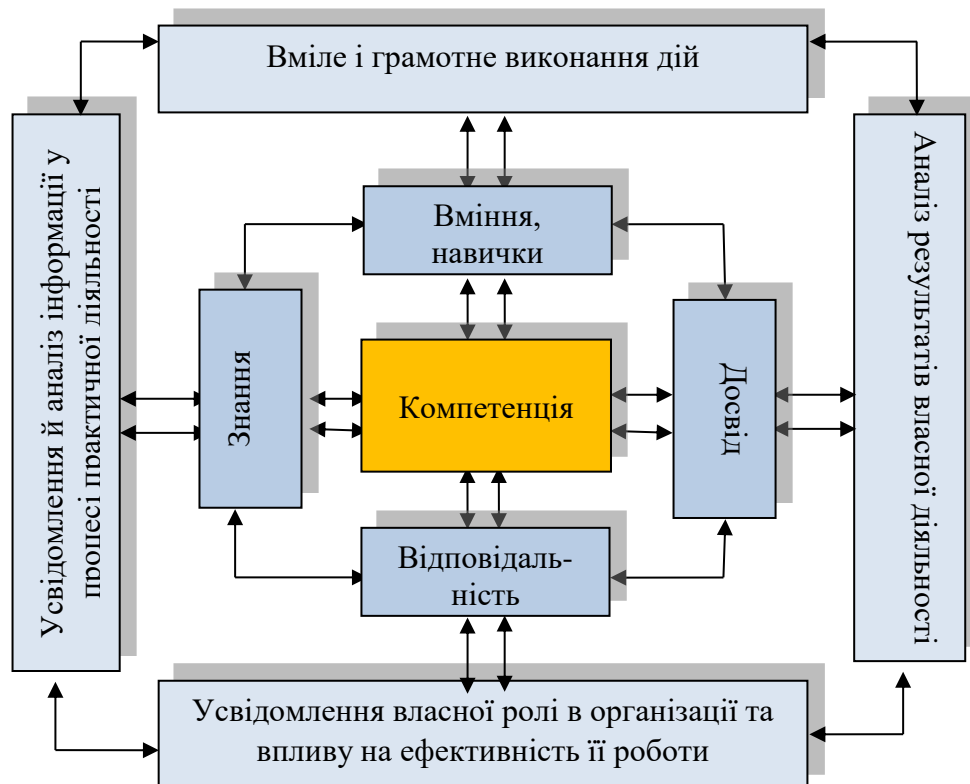 Вміле і грамотне виконання дій
Усвідомлення й аналіз інформації у
процесі практичної діяльності
Вміння,
навички
Знання
Компетенція
Досвід
Аналіз результатів власної діяльності
Відповідаль-
ність
Усвідомлення власної ролі в організації та
впливу на ефективність її роботи